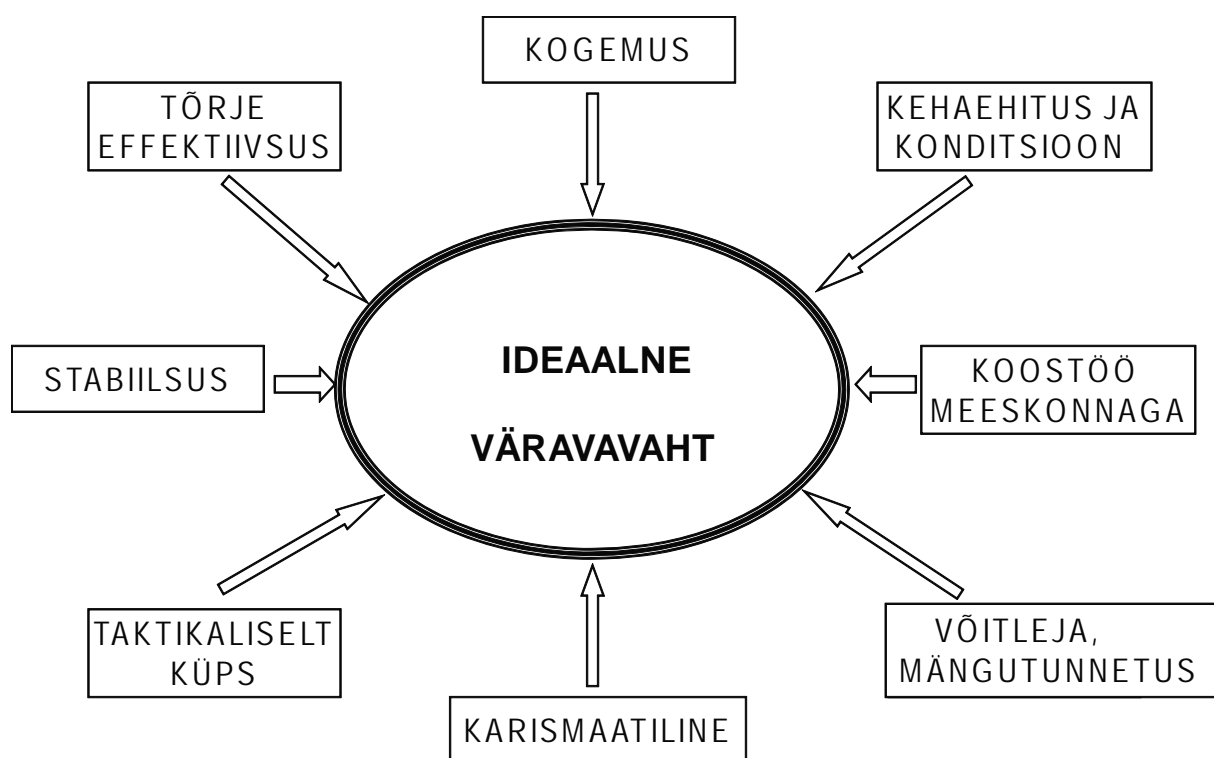 KOGEMUS
TÕRJE
EFFEKTIIVSUS
KEHAEHITUS JA
KONDITSIOON
IDEAALNE
VÄRAVAVAHT
STABIILSUS
KOOSTÖÖ
MEESKONNAGA
TAKTIKALISELT
KÜPS
VÕITLEJA,
MÄNGUTUNNETUS
KARISMAATILINE